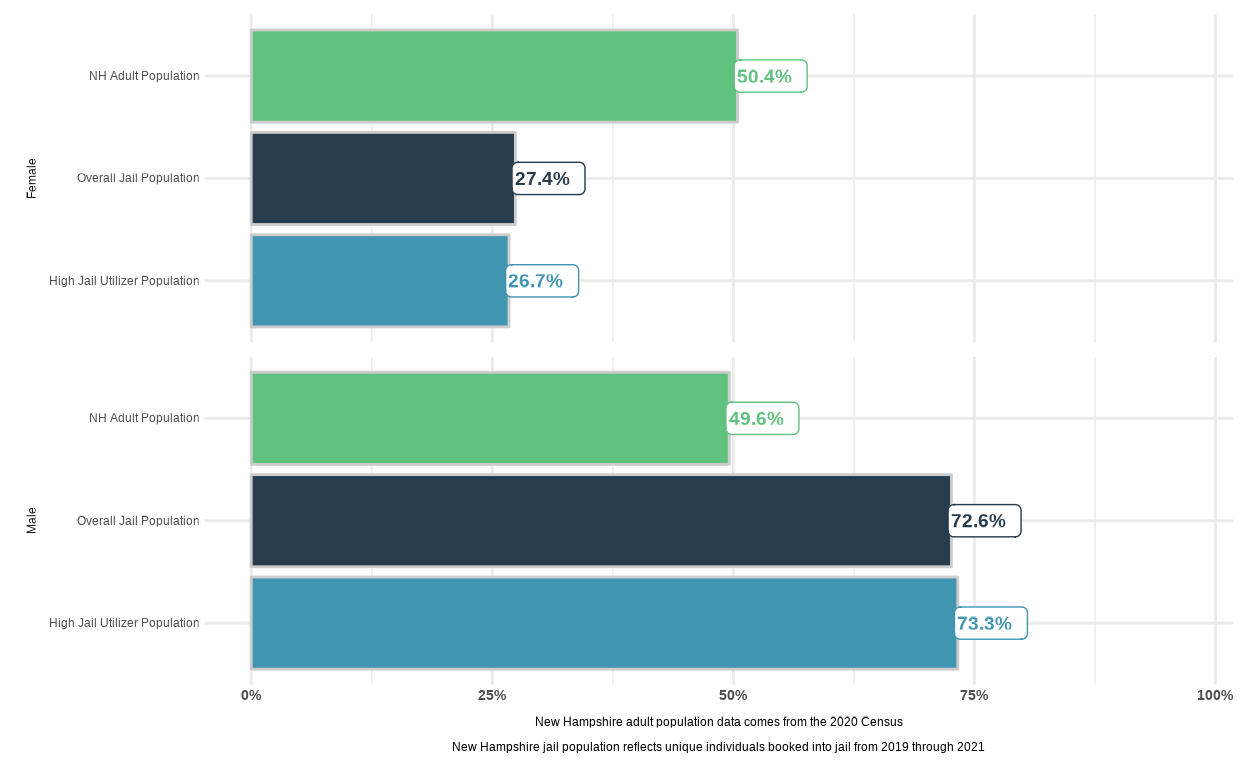 Female
NH Adult Population
50.4%
Overall Jail Population
27.4%
High Jail Utilizer Population
26.7%
Male
NH Adult Population
49.6%
Overall Jail Population
72.6%
High Jail Utilizer Population
73.3%
0% 25% 50% 75% 100%
New Hampshire adult population data comes from the 2020 Census
New Hampshire jail population reflects unique individuals booked into jail from 2019 through 2021